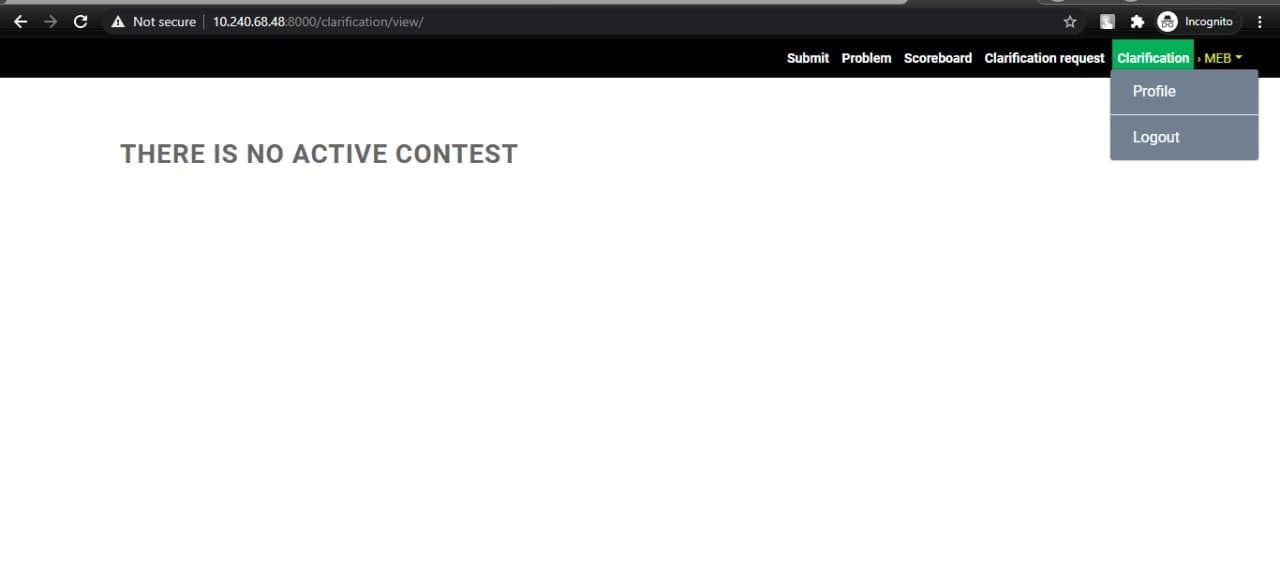 Not secure 10.240.68.48:8000/clarification/view/ Incognito
Submit Problem Scoreboard Clarification request Clarification › MEB
Profile
Logout
THERE IS NO ACTIVE CONTEST